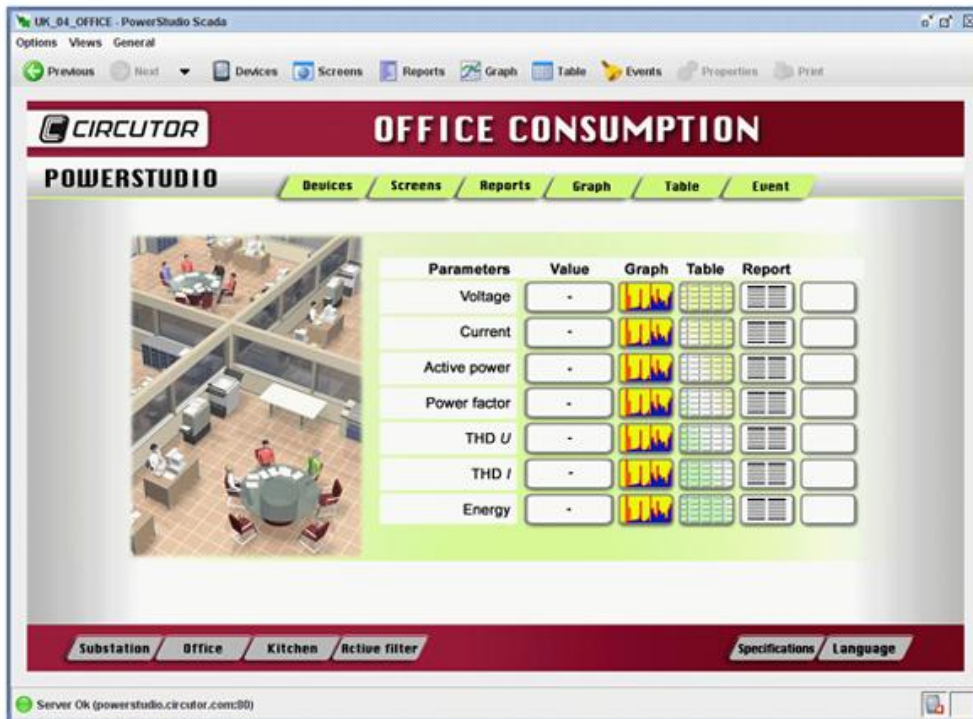 UK_04_OFFICE - PowerStudio Scada
Options Views General
Previous Next Devices Screens Reports Graph Table Events Properties Print
CIRCUTOR OFFICE CONSUMPTION
POWERSTUDIO Devices Screens Reports Graph Table Event
Parameters Value Graph Table Report
Voltage -
Current -
Active power -
Power factor -
THD U -
THD I -
Energy -
Substation Office Kitchen Active filter Specifications Language
Server Ok (powerstudio.circutor.com:80)